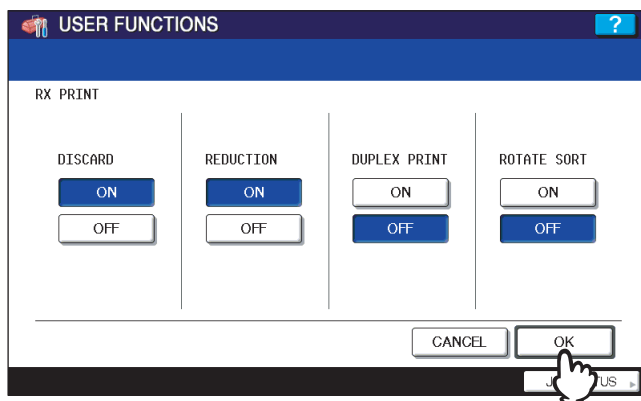 USER FUNCTIONS ?
RX PRINT
DISCARD REDUCTION DUPLEX PRINT ROTATE SORT
ON ON ON ON
OFF OFF OFF OFF
CANCEL OK